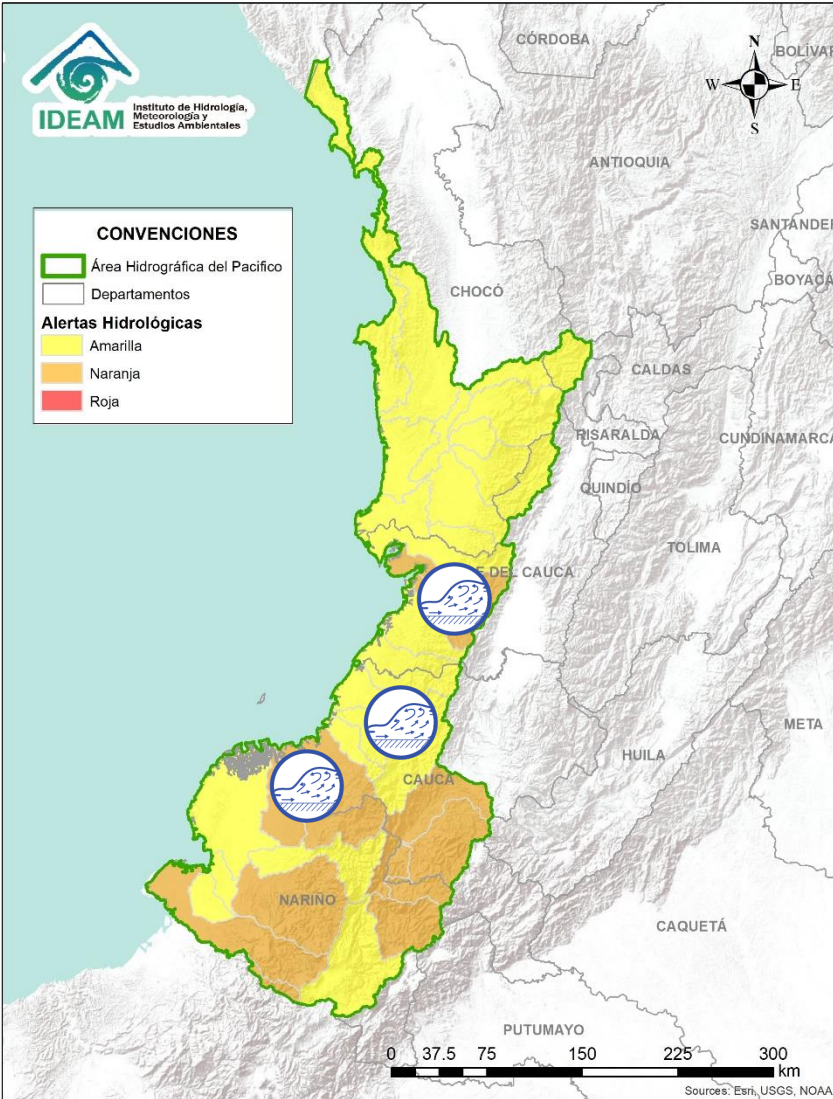 IDEAM
Instituto de Hidrología,
Meteorología y
Estudios Ambientales
N
W
E
S
CÓRDOBA
BOLÍVAR
ANTIOQUIA
SANTANDER
BOYACÁ
CONVENCIONES
Área Hidrográfica del Pacifico
Departamentos
Alertas Hidrológicas
Amarilla
Naranja
Roja
CHOCÓ
CALDAS
RISARALDA
CUNDINAMARCA
QUINDÍO
TOLIMA
E DEL CAUCA
META
HUILA
CAUCA
NARIÑO
CAQUETÁ
PUTUMAYO
0 37.5 75 150 225 300
km
Sources: Esri, USGS, NOAA